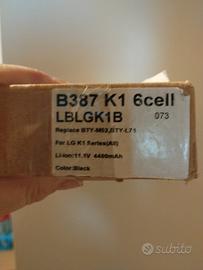 B387 K1 6cell
LBLGK1B 073
Replace BTY-M52,BTY-L71
For LG K1 Series(All)
Li-ion:11.1V 4400mAh
Color:Black
subito